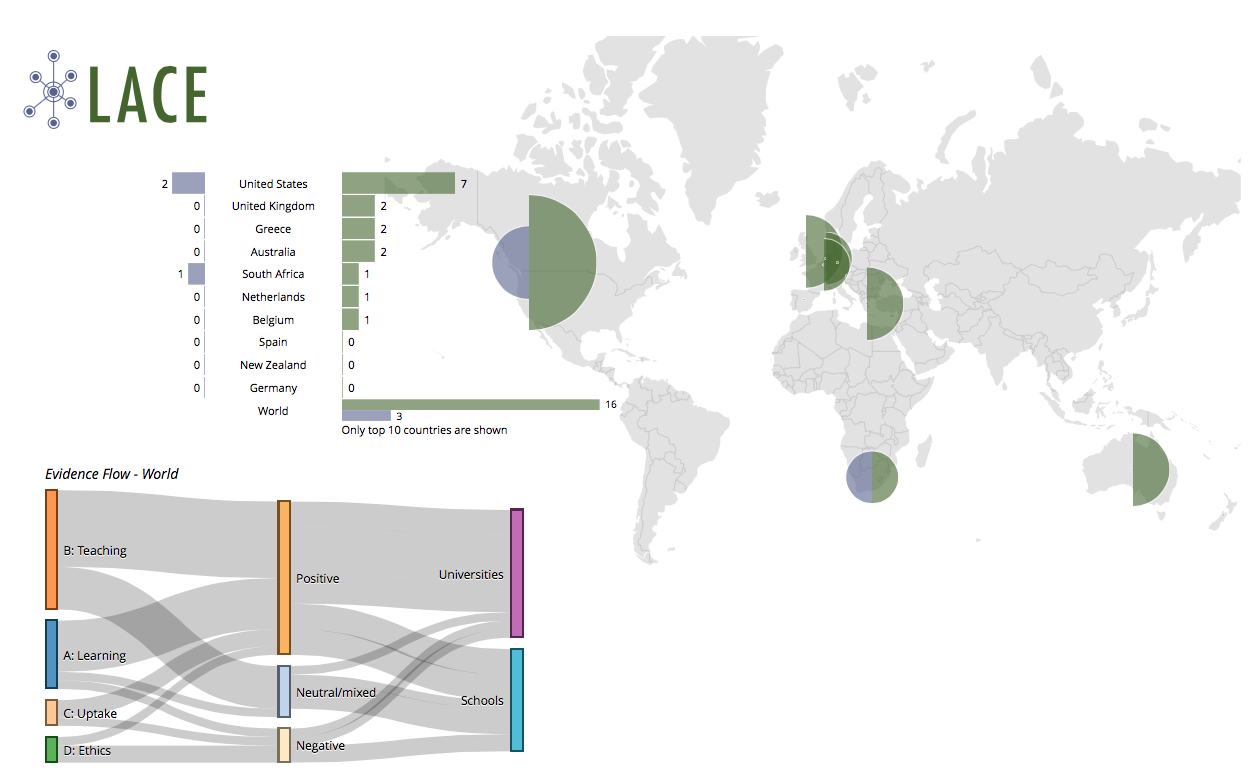 LACE
2 United States 7
0 United Kingdom 2
0 Greece 2
0 Australia 2
1 South Africa 1
0 Netherlands 1
0 Belgium 1
0 Spain 0
0 New Zealand 0
0 Germany 0
World 16
3
Only top 10 countries are shown
Evidence Flow - World
B: Teaching
Positive
Universities
A: Learning
Neutral/mixed
Schools
C: Uptake
Negative
D: Ethics